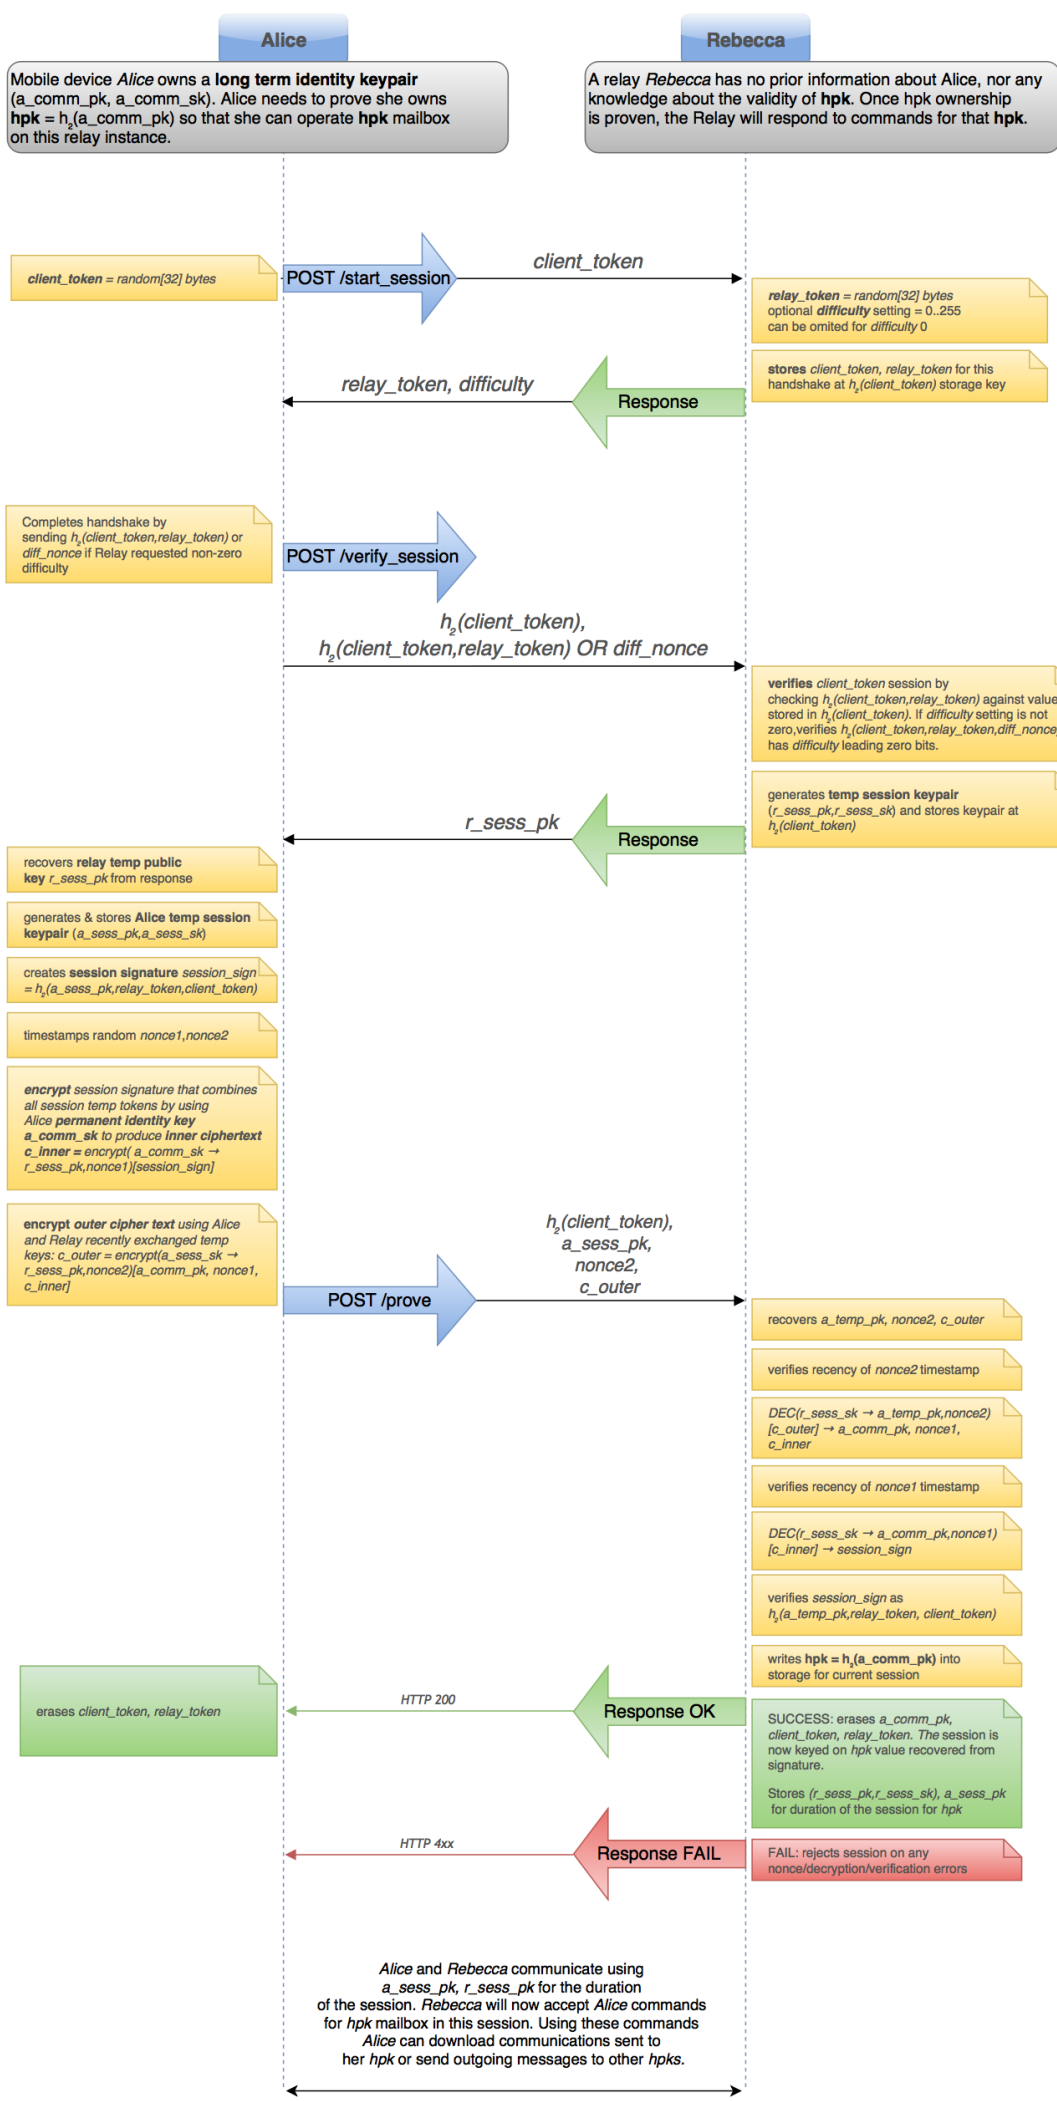 Alice
Rebecca
Mobile device Alice owns a long term identity keypair
(a_comm_pk, a_comm_sk). Alice needs to prove she owns
hpk = h₂(a_comm_pk) so that she can operate hpk mailbox
on this relay instance.
A relay Rebecca has no prior information about Alice, nor any
knowledge about the validity of hpk. Once hpk ownership
is proven, the Relay will respond to commands for that hpk.
client_token = random[32] bytes
POST /start_session
client_token
relay_token = random[32] bytes
optional difficulty setting = 0..255
can be omited for difficulty 0
stores client_token, relay_token for this
handshake at h₂(client_token) storage key
relay_token, difficulty
Response
Completes handshake by
sending h₂(client_token,relay_token) or
diff_nonce if Relay requested non-zero
difficulty
POST /verify_session
h₂(client_token),
h₂(client_token,relay_token) OR diff_nonce
verifies client_token session by
checking h₂(client_token,relay_token) against value
stored in h₂(client_token). If difficulty setting is not
zero,verifies h₂(client_token,relay_token,diff_nonce)
has difficulty leading zero bits.
generates temp session keypair
(r_sess_pk,r_sess_sk) and stores keypair at
h₂(client_token)
r_sess_pk
Response
recovers relay temp public
key r_sess_pk from response
generates & stores Alice temp session
keypair (a_sess_pk,a_sess_sk)
creates session signature session_sign
= h₂(a_sess_pk,relay_token,client_token)
timestamps random nonce1,nonce2
encrypt session signature that combines
all session temp tokens by using
Alice permanent identity key
a_comm_sk to produce inner ciphertext
c_inner = encrypt( a_comm_sk →
r_sess_pk,nonce1)[session_sign]
encrypt outer cipher text using Alice
and Relay recently exchanged temp
keys: c_outer = encrypt(a_sess_sk →
r_sess_pk,nonce2)[a_comm_pk, nonce1,
c_inner]
POST /prove
h₂(client_token),
a_sess_pk,
nonce2,
c_outer
recovers a_temp_pk, nonce2, c_outer
verifies recency of nonce2 timestamp
DEC(r_sess_sk → a_temp_pk,nonce2)
[c_outer] → a_comm_pk, nonce1,
c_inner
verifies recency of nonce1 timestamp
DEC(r_sess_sk → a_comm_pk,nonce1)
[c_inner] → session_sign
verifies session_sign as
h₂(a_temp_pk,relay_token, client_token)
writes hpk = h₂(a_comm_pk) into
storage for current session
erases client_token, relay_token
HTTP 200
Response OK
SUCCESS: erases a_comm_pk,
client_token, relay_token. The session is
now keyed on hpk value recovered from
signature.
Stores (r_sess_pk,r_sess_sk), a_sess_pk
for duration of the session for hpk
HTTP 4xx
Response FAIL
FAIL: rejects session on any
nonce/decryption/verification errors
Alice and Rebecca communicate using
a_sess_pk, r_sess_pk for the duration
of the session. Rebecca will now accept Alice commands
for hpk mailbox in this session. Using these commands
Alice can download communications sent to
her hpk or send outgoing messages to other hpks.